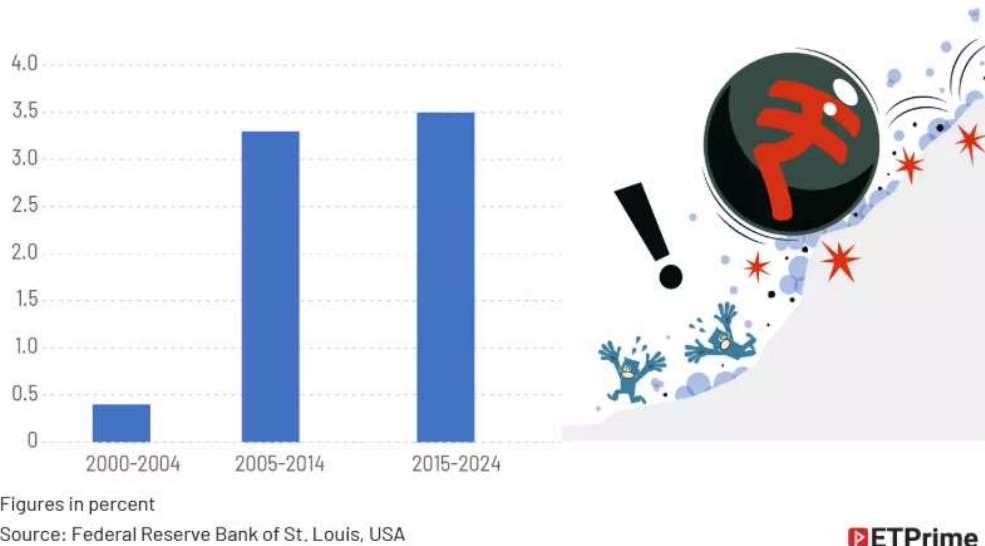 4.0
3.5
3.0
2.5
2.0
1.5
1.0
0.5
0
2000-2004 2005-2014 2015-2024
₹
!
Figures in percent
Source: Federal Reserve Bank of St. Louis, USA
ETPrime